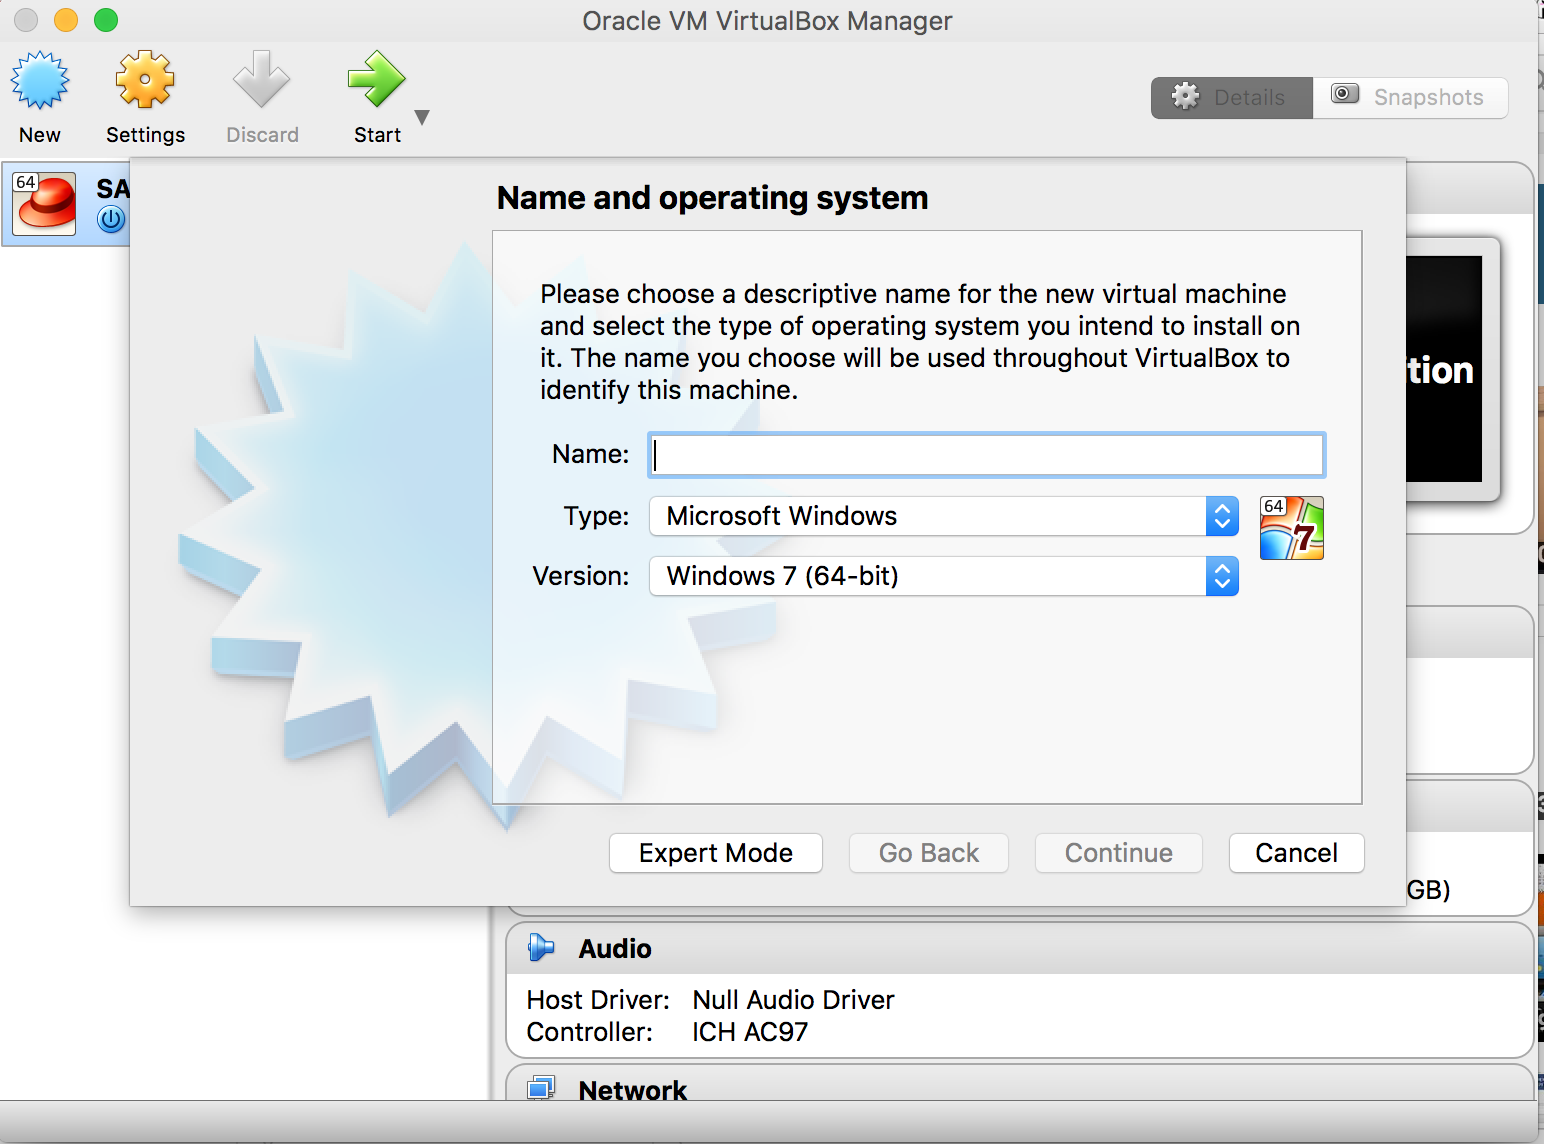 Oracle VM VirtualBox Manager
New
Settings
Discard
Start
Details
Snapshots
64
SA
Name and operating system
Please choose a descriptive name for the new virtual machine
and select the type of operating system you intend to install on
it. The name you choose will be used throughout VirtualBox to
identify this machine.
Name:
Type: Microsoft Windows
64
7
Version: Windows 7 (64-bit)
tion
Expert Mode
Go Back
Continue
Cancel
GB)
Audio
Host Driver: Null Audio Driver
Controller: ICH AC97
Network